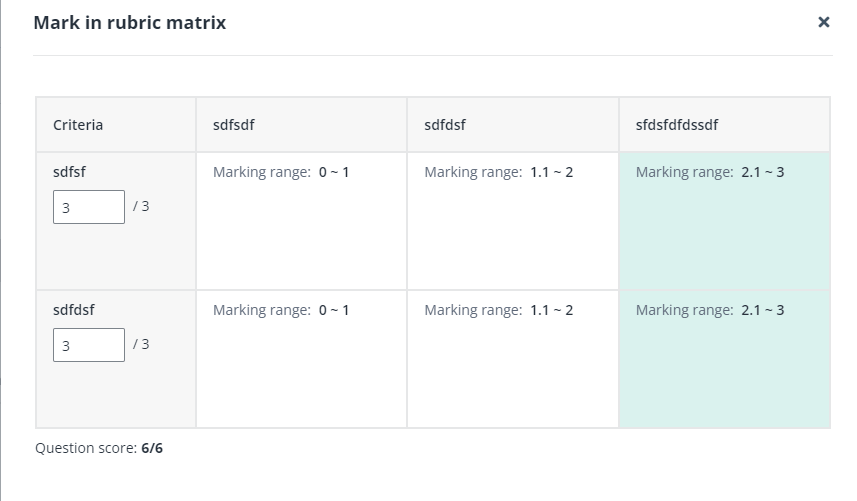 Mark in rubric matrix ×
Criteria sdfsdf sdfdsf sfdsfdfdssdf
sdfsf Marking range: 0 ~ 1 Marking range: 1.1 ~ 2 Marking range: 2.1 ~ 3
3 / 3
sdfdsf Marking range: 0 ~ 1 Marking range: 1.1 ~ 2 Marking range: 2.1 ~ 3
3 / 3
Question score: 6/6